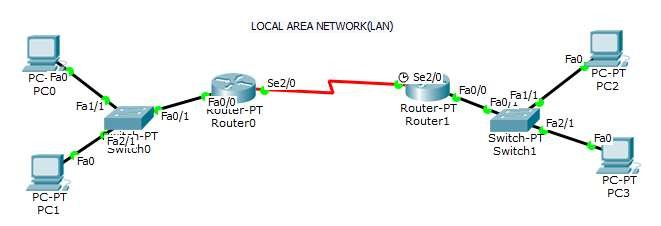 LOCAL AREA NETWORK(LAN)
Fa0
PC-PT
PC0
Fa1/1
Fa0/1
Switch-PT
Switch0
Fa2/1
Fa0
PC-PT
PC1
Fa0/0
Se2/0
Router-PT
Router0
Se2/0
Fa0/0
Router-PT
Router1
Fa0/1
Fa1/1
Fa2/1
Switch-PT
Switch1
Fa0
PC-PT
PC2
Fa0
PC-PT
PC3